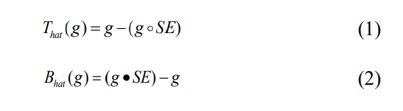 T_hat(g) = g − (g ∘ SE) (1)
B_hat(g) = (g • SE) − g (2)